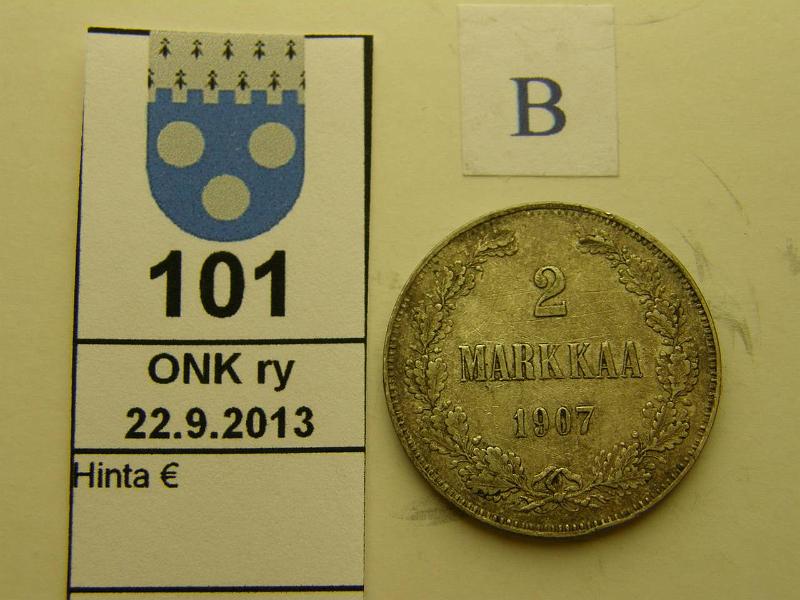 101
ONK ry
22.9.2013
Hinta €
B
2
MARKKAA
1907